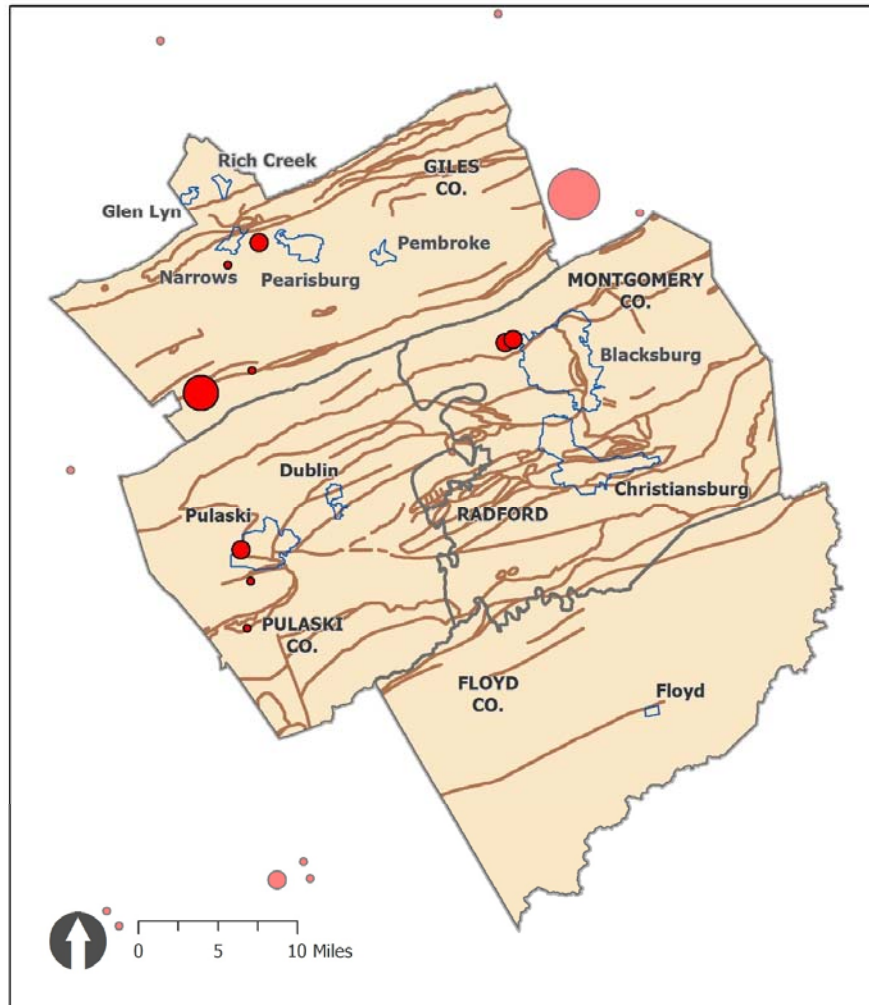 Rich Creek
GILES
CO.
Glen Lyn
Pembroke
Narrows
Pearisburg
MONTGOMERY
CO.
Blacksburg
Dublin
Christiansburg
Pulaski
RADFORD
PULASKI
CO.
FLOYD
CO.
Floyd
0 5 10 Miles